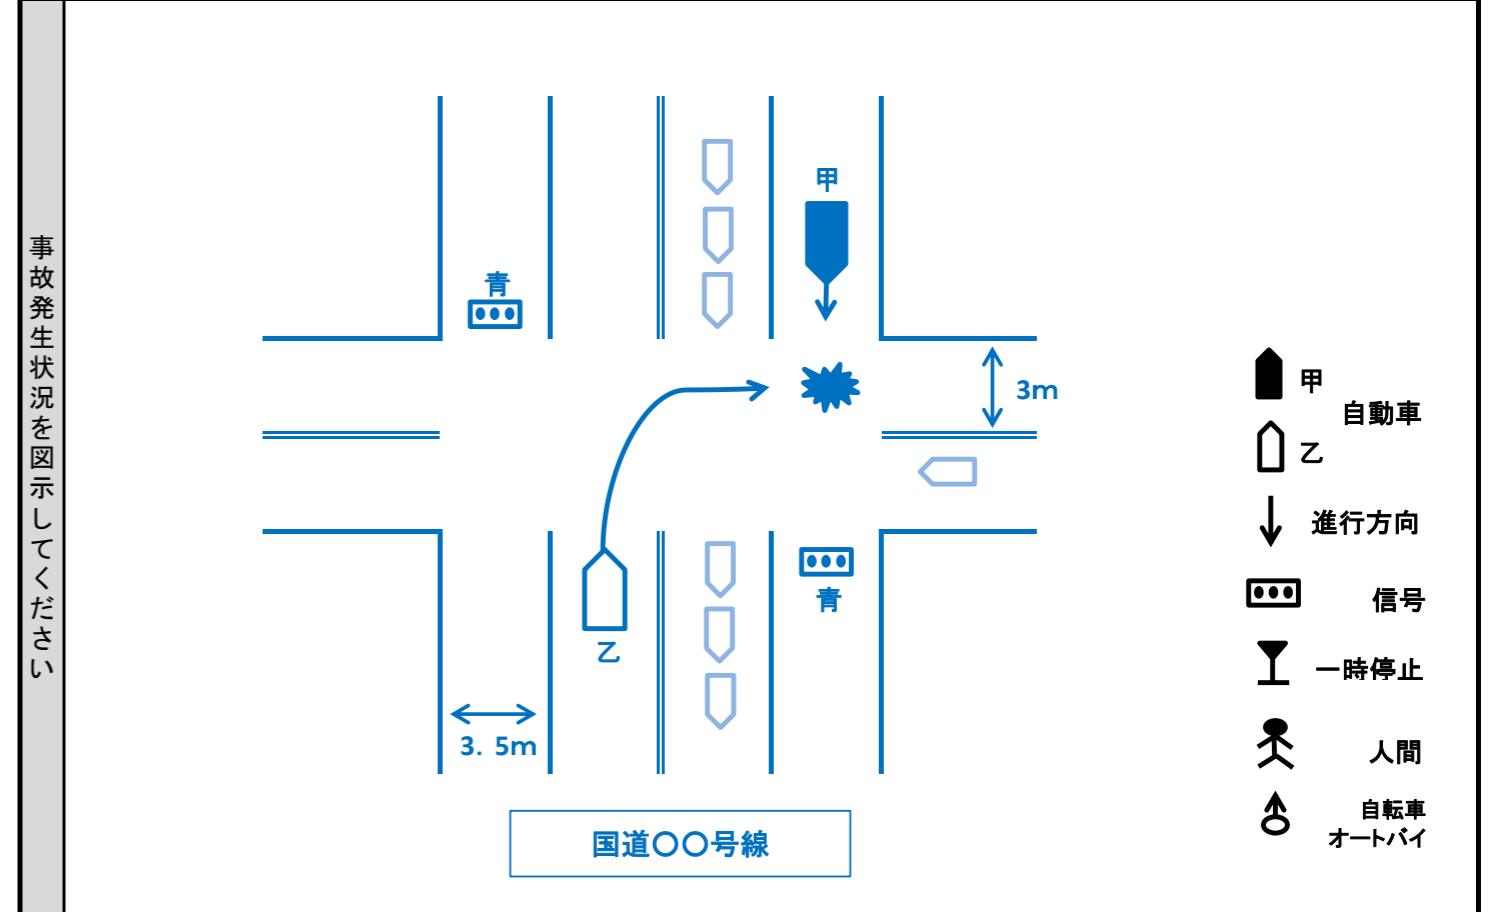 事故発生状況を図示してください
甲
青
3m
乙
青
3．5m
国道〇〇号線
甲
自動車
乙
進行方向
信号
一時停止
人間
自転車
オートバイ